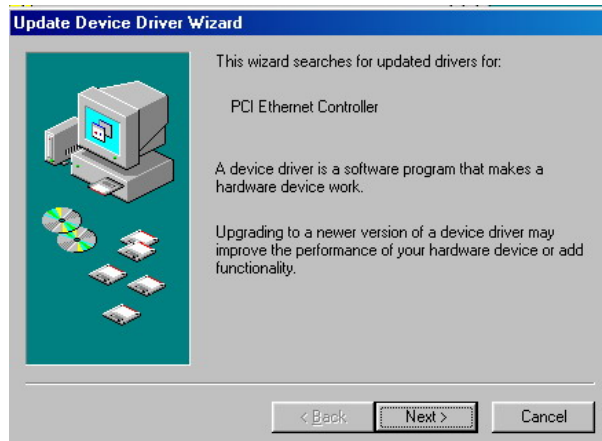 Update Device Driver Wizard
This wizard searches for updated drivers for:
PCI Ethernet Controller
A device driver is a software program that makes a
hardware device work.
Upgrading to a newer version of a device driver may
improve the performance of your hardware device or add
functionality.
< Back
Next >
Cancel